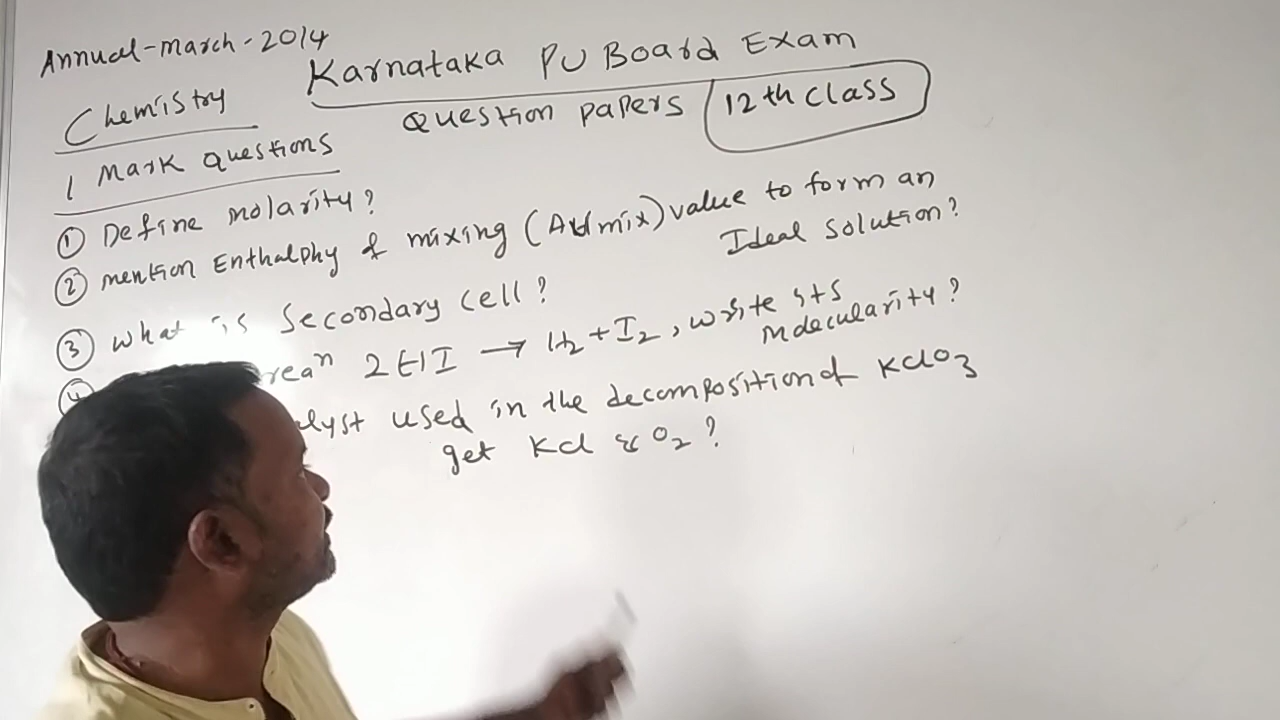 Annual-March-2014
Karnataka PU Board Exam
Question papers 12th class
Chemistry
1 Mark questions
① Define molarity?
② mention Enthalphy of mixing (ΔHmix) value to form an
Ideal solution?
③ what is Secondary cell?
④ rean 2HI → H2 + I2, write its
molecularity?
lyst used in the decomposition of KClO3
get KCl & O2?